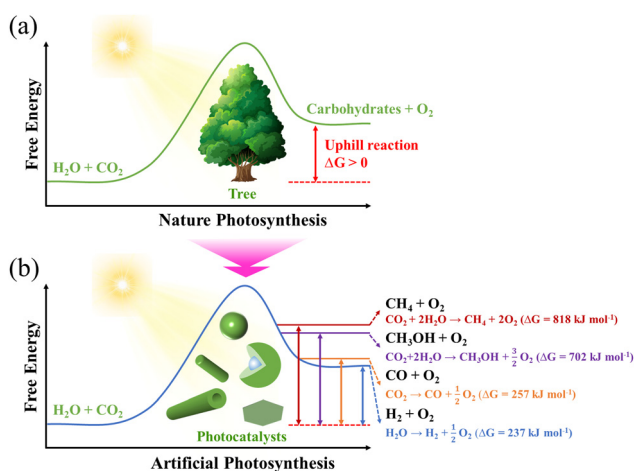 (a)
Free Energy
H₂O + CO₂
Carbohydrates + O₂
Uphill reaction
ΔG > 0
Tree
Nature Photosynthesis
(b)
Free Energy
H₂O + CO₂
Photocatalysts
Artificial Photosynthesis
CH₄ + O₂
CO₂ + 2H₂O → CH₄ + 2O₂ (ΔG = 818 kJ mol⁻¹)
CH₃OH + O₂
CO₂+2H₂O → CH₃OH + 3/2 O₂ (ΔG = 702 kJ mol⁻¹)
CO + O₂
CO₂ → CO + 1/2 O₂ (ΔG = 257 kJ mol⁻¹)
H₂ + O₂
H₂O → H₂ + 1/2 O₂ (ΔG = 237 kJ mol⁻¹)